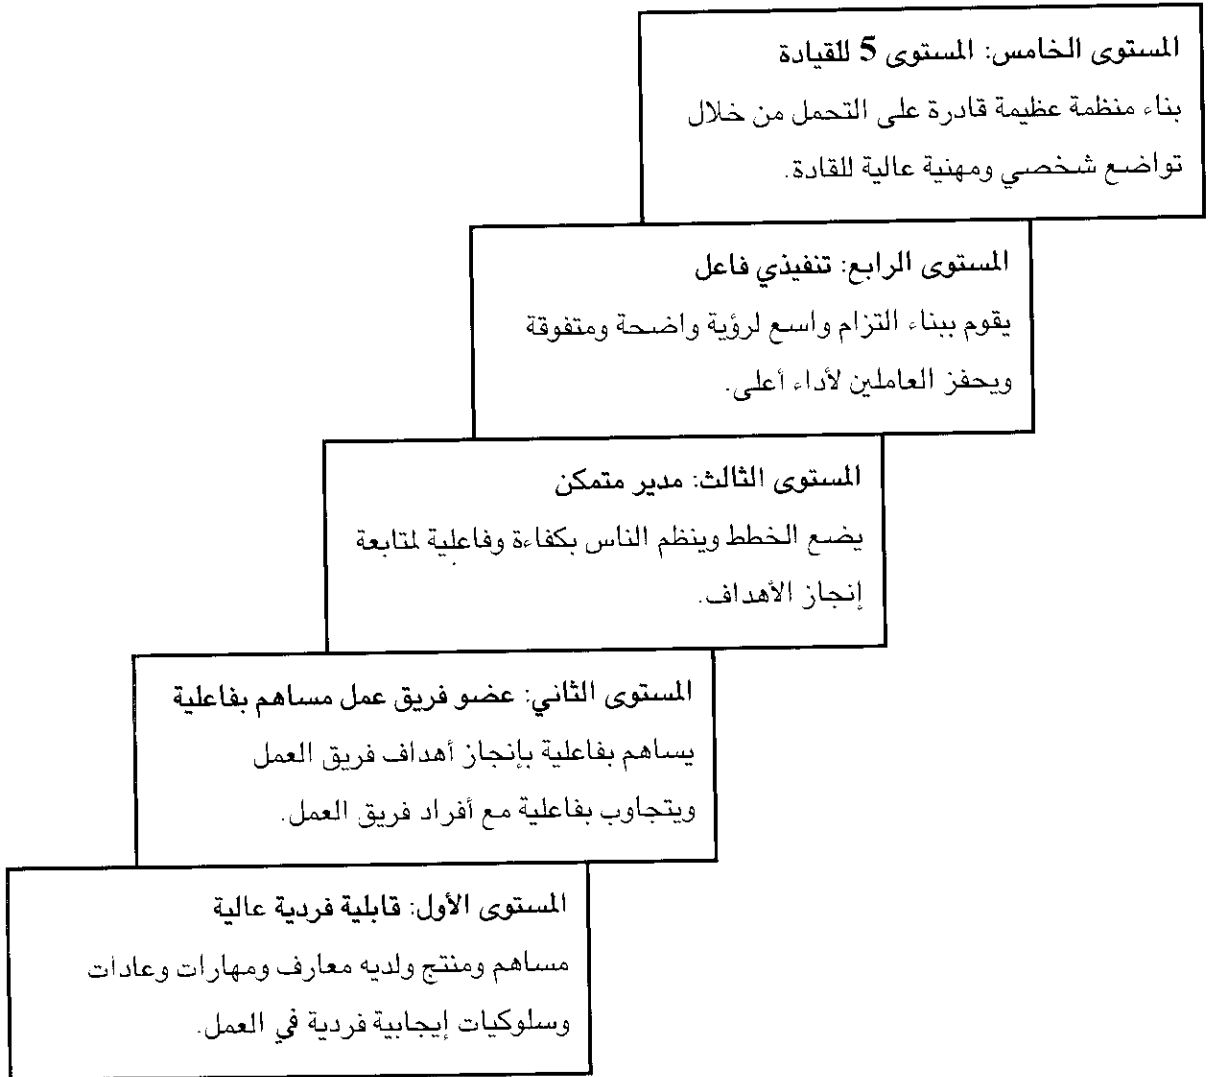 المستوى الخامس: المستوى 5 للقيادة
بناء منظمة عظيمة قادرة على التحمل من خلال
تواضع شخصي ومهنية عالية للقادة.
المستوى الرابع: تنفيذي فاعل
يقوم ببناء التزام واسع لرؤية واضحة ومتفوقة
ويحفز العاملين لأداء أعلى.
المستوى الثالث: مدير متمكن
يضع الخطط وينظم الناس بكفاءة وفاعلية لمتابعة
إنجاز الأهداف.
المستوى الثاني: عضو فريق عمل مساهم بفاعلية
يساهم بفاعلية بإنجاز أهداف فريق العمل
ويتجاوب بفاعلية مع أفراد فريق العمل.
المستوى الأول: قابلية فردية عالية
مساهم ومنتج ولديه معارف ومهارات وعادات
وسلوكيات إيجابية فردية في العمل.